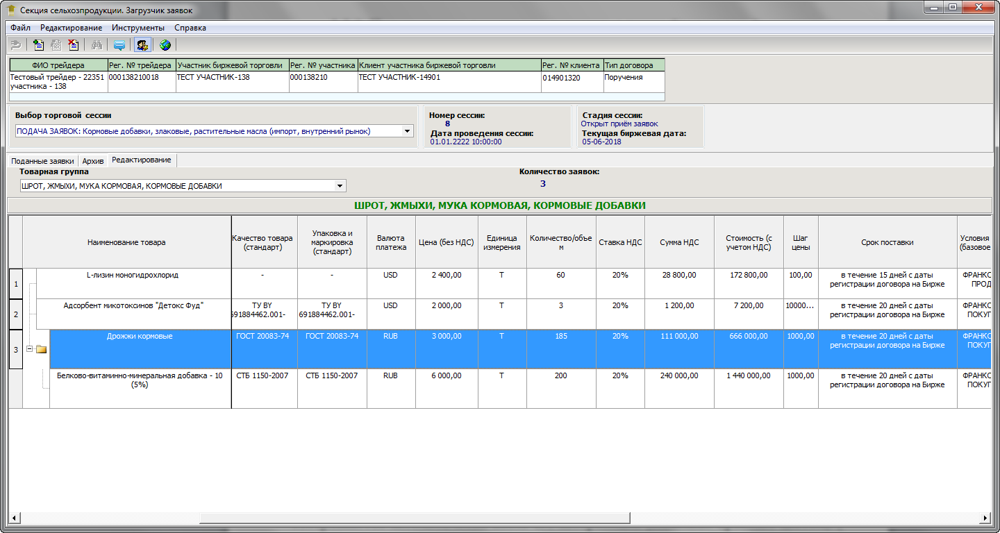 Секция сельхозпродукции. Загрузчик заявок
Файл Редактирование Инструменты Справка
ФИО трейдера Рег. № трейдера Участник биржевой торговли Рег. № участника Клиент участника биржевой торговли Рег. № клиента Тип договора
Тестовый трейдер - 22351 000138210018 ТЕСТ УЧАСТНИК-138 000138210 ТЕСТ УЧАСТНИК-14901 014901320 Поручения
участника - 138
Выбор торговой сессии Номер сессии: Стадия сессии:
8 Открыт приём заявок
ПОДАЧА ЗАЯВОК: Кормовые добавки, злаковые, растительные масла (импорт, внутренний рынок) Дата проведения сессии: Текущая биржевая дата:
01.01.2222 10:00:00 05-06-2018
Поданные заявки Архив Редактирование
Товарная группа Количество заявок:
ШРОТ, ЖМЫХИ, МУКА КОРМОВАЯ, КОРМОВЫЕ ДОБАВКИ 3
ШРОТ, ЖМЫХИ, МУКА КОРМОВАЯ, КОРМОВЫЕ ДОБАВКИ
Наименование товара
Качество товара
(стандарт)
Упаковка и
маркировка
(стандарт)
Валюта
платежа
Цена (без НДС)
Единица
измерения
Количество/объе
м
Ставка НДС
Сумма НДС
Стоимость (с
учетом НДС)
Шаг
цены
Срок поставки
Условия
(базовое
1 L-лизин моногидрохлорид - - USD 2 400,00 Т 60 20% 28 800,00 172 800,00 100,00 в течение 15 дней с даты ФРАНКО
регистрации договора на Бирже ПРОД
2 Адсорбент микотоксинов "Детокс Фуд" ТУ BY ТУ BY USD 2 000,00 Т 3 20% 1 200,00 7 200,00 10000... в течение 20 дней с даты ФРАНКО
691884462.001- 691884462.001- регистрации договора на Бирже ПОКУП
3 Дрожжи кормовые ГОСТ 20083-74 ГОСТ 20083-74 RUB 3 000,00 Т 185 20% 111 000,00 666 000,00 1000,00 в течение 20 дней с даты ФРАНКО
регистрации договора на Бирже ПОКУП
Белково-витаминно-минеральная добавка - 10 СТБ 1150-2007 СТБ 1150-2007 RUB 6 000,00 Т 200 20% 240 000,00 1 440 000,00 1000,00 в течение 20 дней с даты ФРАНКО
(5%) регистрации договора на Бирже ПОКУП